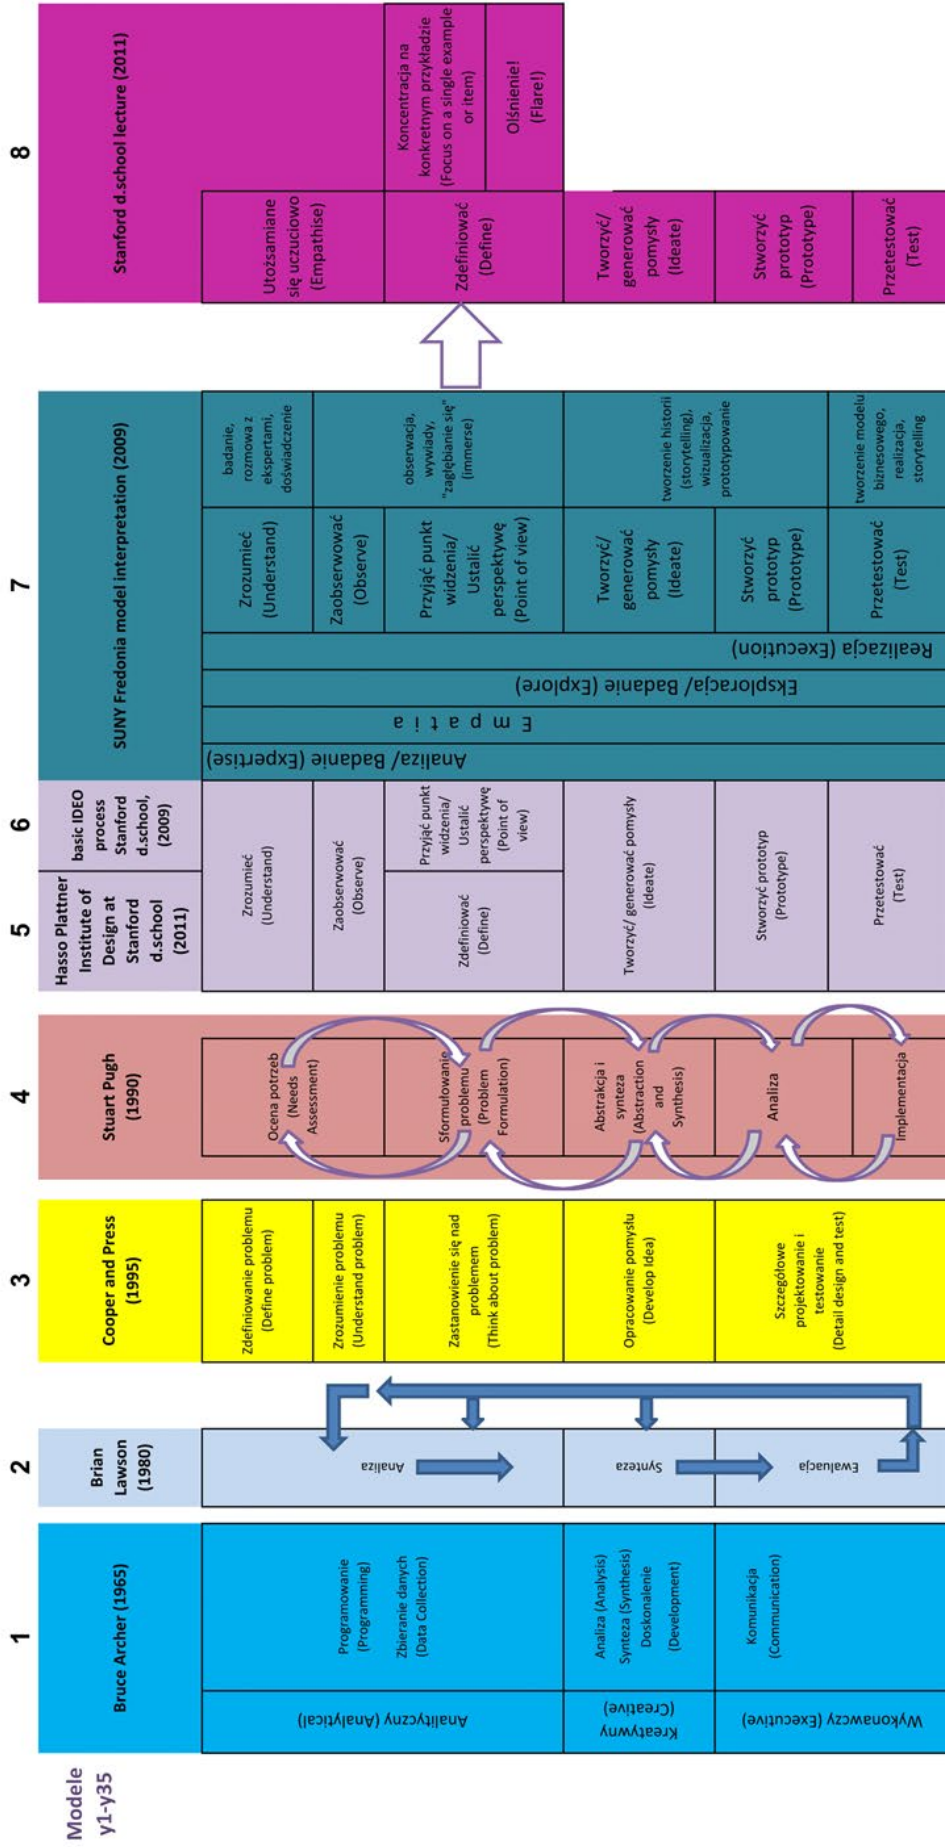 Modele
y1-y35
1
Bruce Archer (1965)
Analityczny (Analytical)
Programowanie
(Programming)
Zbieranie danych
(Data Collection)
Kreatywny
(Creative)
Analiza (Analysis)
Synteza (Synthesis)
Doskonalenie
(Development)
Wykonawczy (Executive)
Komunikacja
(Communication)
2
Brian
Lawson
(1980)
Analiza
Synteza
Ewaluacja
3
Cooper and Press
(1995)
Zdefiniowanie problemu
(Define problem)
Zrozumienie problemu
(Understand problem)
Zastanowienie się nad
problemem
(Think about problem)
Opracowanie pomysłu
(Develop Idea)
Szczegółowe
projektowanie i
testowanie
(Detail design and test)
4
Stuart Pugh
(1990)
Ocena potrzeb
(Needs
Assessment)
Sformułowanie
problemu
(Problem
Formulation)
Abstrakcja i
synteza
(Abstraction
and
Synthesis)
Analiza
Implementacja
5
Hasso Plattner
Institute of
Design at
Stanford
d.school
(2011)
6
basic IDEO
process
Stanford
d.school,
(2009)
Zrozumieć
(Understand)
Zaobserwować
(Observe)
Zdefiniować
(Define)
Przyjąć punkt
widzenia/
Ustalić
perspektywę
(Point of
view)
Tworzyć/ generować pomysły
(Ideate)
Stworzyć prototyp
(Prototype)
Przetestować
(Test)
7
SUNY Fredonia model interpretation (2009)
Analiza/ Badanie (Expertise)
E m p a t i a
Eksploracja/ Badanie (Explore)
Realizacja (Execution)
Zrozumieć
(Understand)
badanie,
rozmowa z
ekspertami,
doświadczenie
Zaobserwować
(Observe)
Przyjąć punkt
widzenia/
Ustalić
perspektywę
(Point of view)
obserwacja,
wywiady,
"zagłębianie się"
(immerse)
Tworzyć/
generować
pomysły
(Ideate)
Stworzyć
prototyp
(Prototype)
tworzenie historii
(storytelling),
wizualizacja,
prototypowanie
Przetestować
(Test)
tworzenie modelu
biznesowego,
realizacja,
storytelling
8
Stanford d.school lecture (2011)
Utożsamiane
się uczuciowo
(Empathise)
Zdefiniować
(Define)
Koncentracja na
konkretnym przykładzie
(Focus on a single example
or item)
Olśnienie!
(Flare!)
Tworzyć/
generować
pomysły
(Ideate)
Stworzyć
prototyp
(Prototype)
Przetestować
(Test)